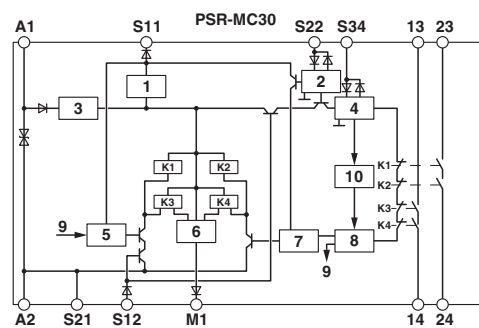 PSR-MC30
A1 S11 S22 S34 13 23
2
1
3 4
K1 K2 K1
10 K2
K3 K4 K3
9 5 6 7 8 K4
9
A2 S21 S12 M1 14 24